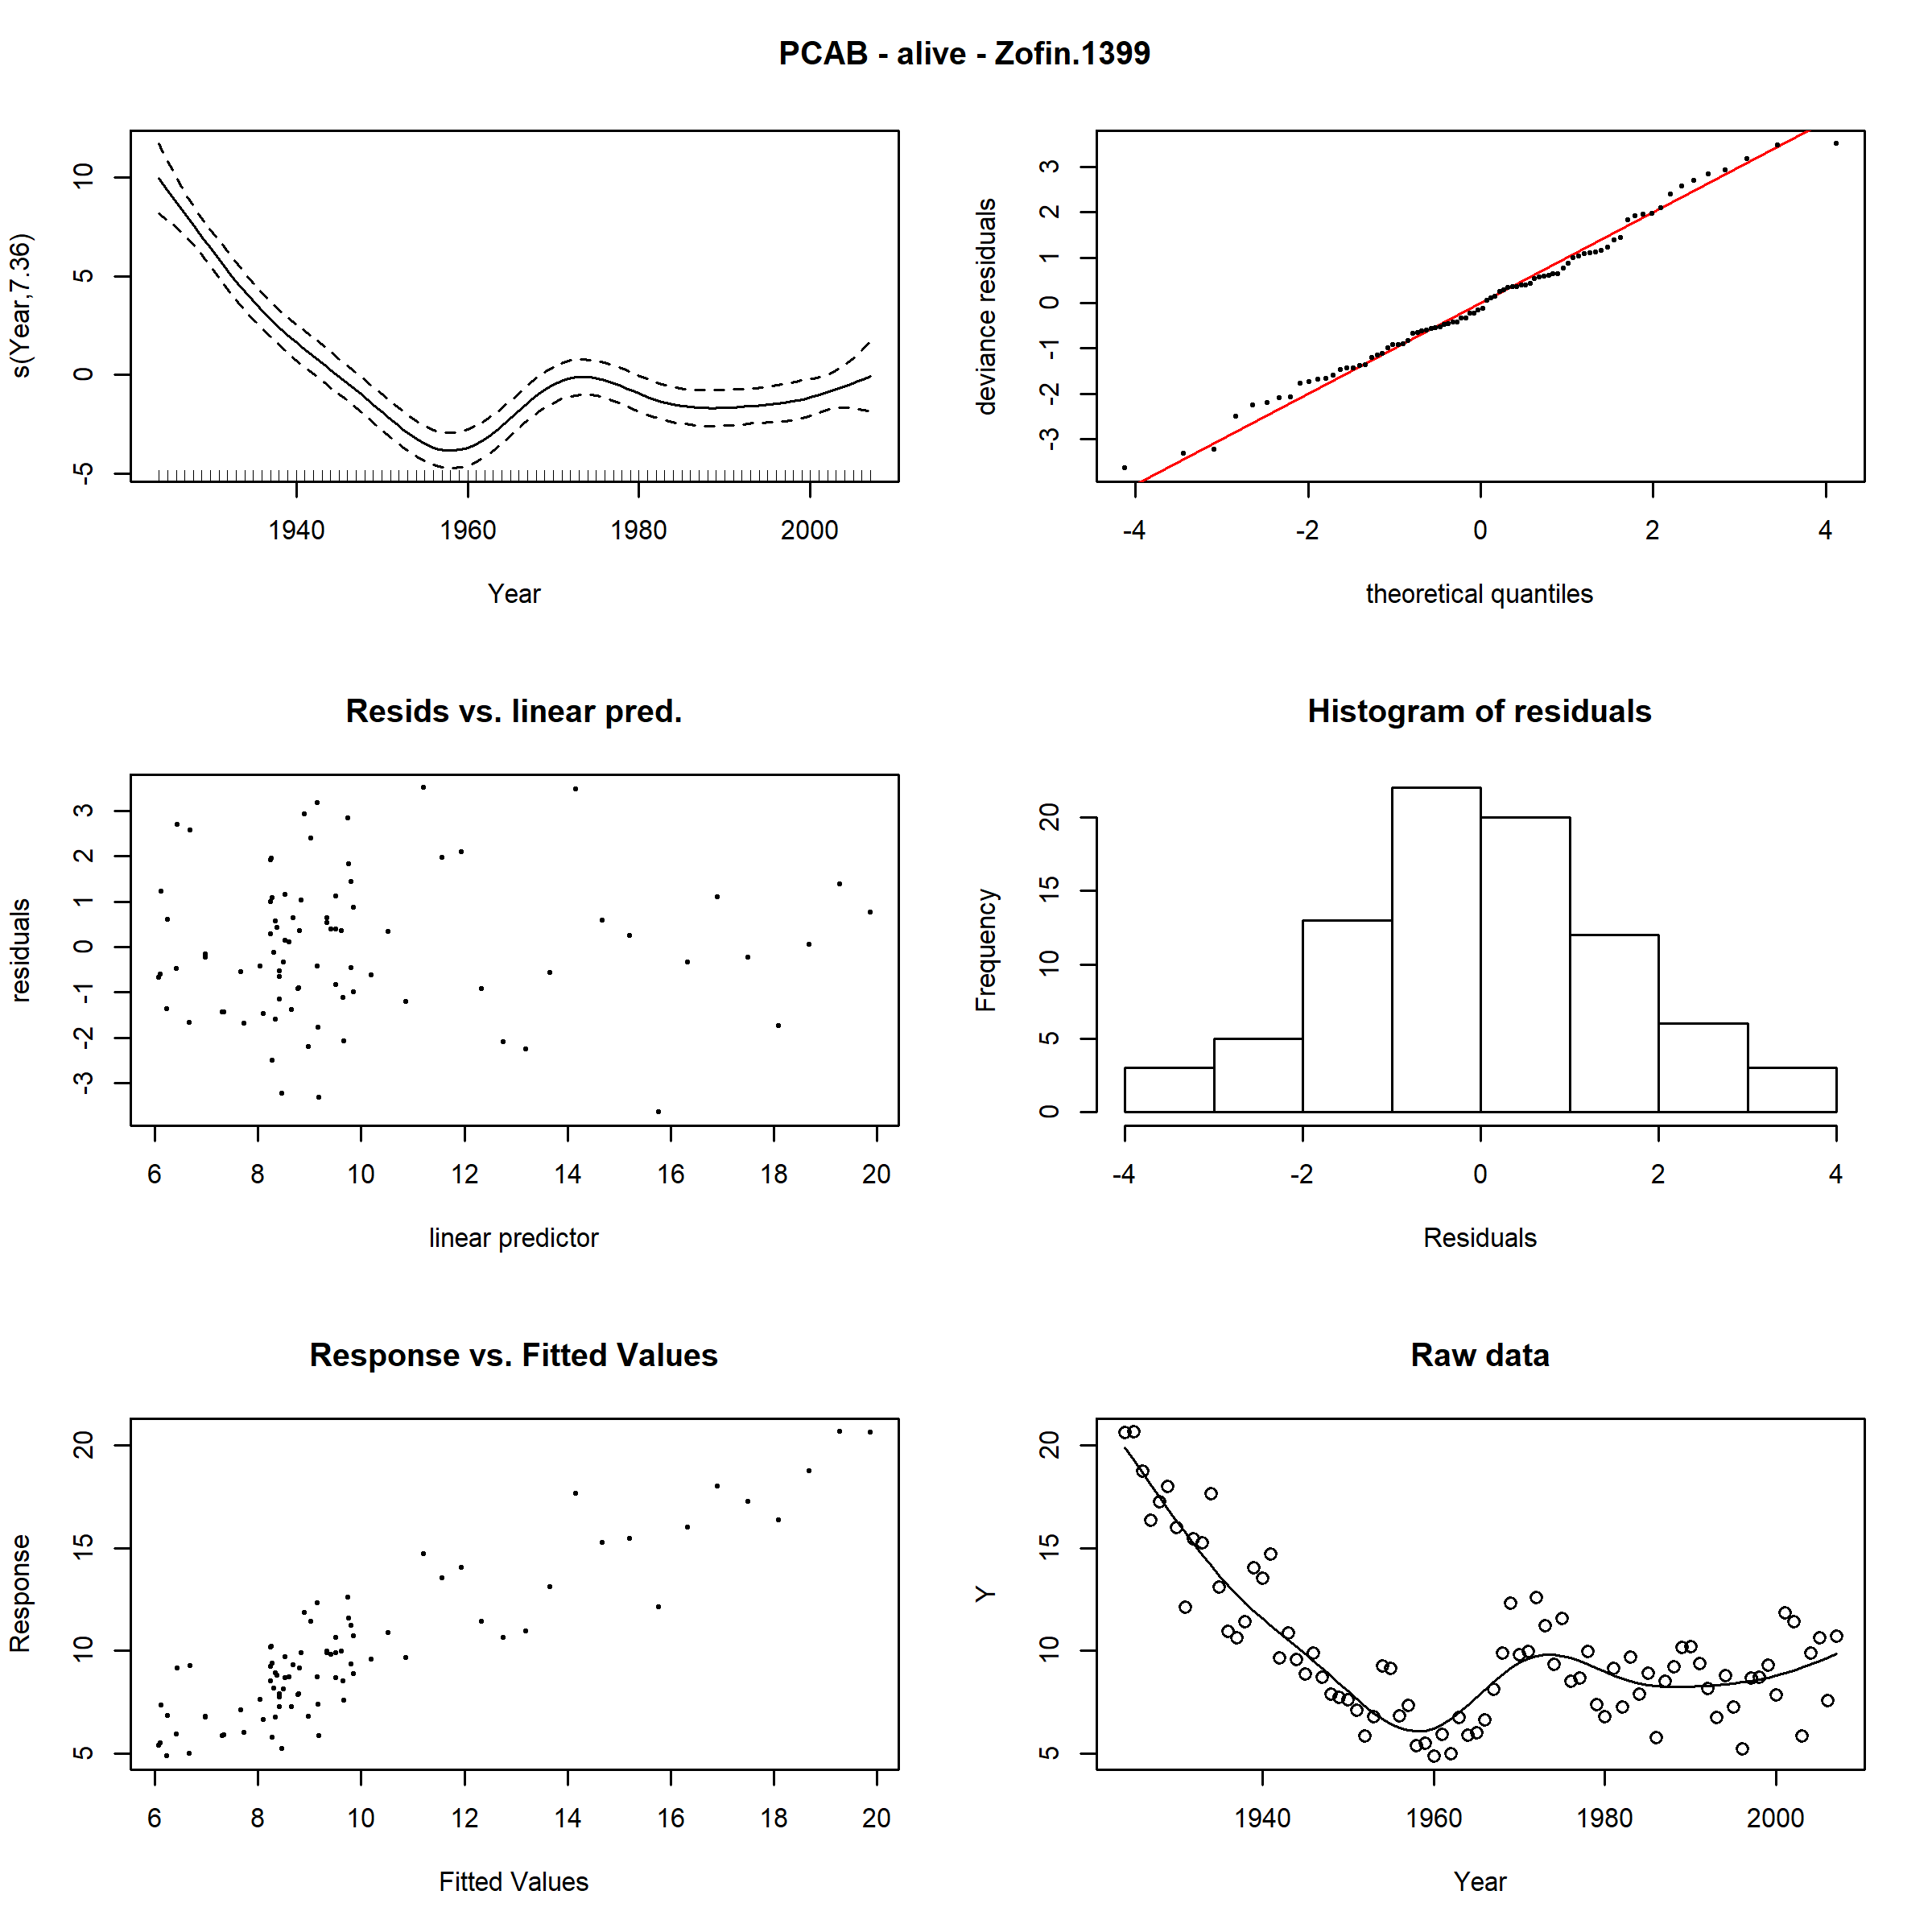 PCAB - alive - Zofin.1399
s(Year,7.36)
10
5
0
-5
1940 1960 1980 2000
Year
deviance residuals
3
2
1
0
-1
-2
-3
-4 -2 0 2 4
theoretical quantiles
Resids vs. linear pred.
residuals
3
2
1
0
-1
-2
-3
6 8 10 12 14 16 18 20
linear predictor
Histogram of residuals
Frequency
20
15
10
5
0
-4 -2 0 2 4
Residuals
Response vs. Fitted Values
Response
20
15
10
5
6 8 10 12 14 16 18 20
Fitted Values
Raw data
Y
20
15
10
5
1940 1960 1980 2000
Year